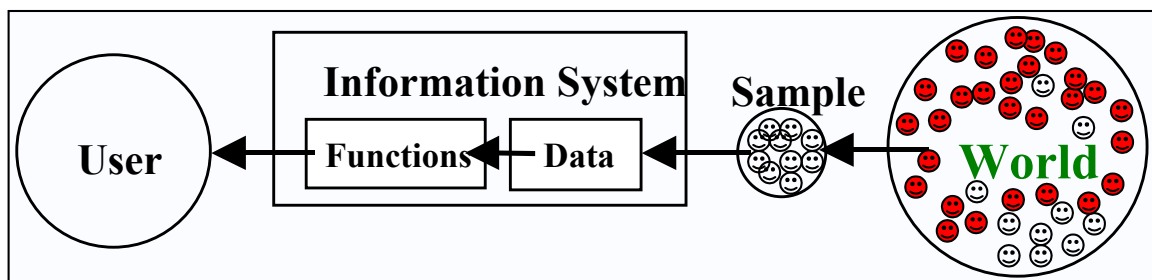 Information System
Sample
User
Functions
Data
World